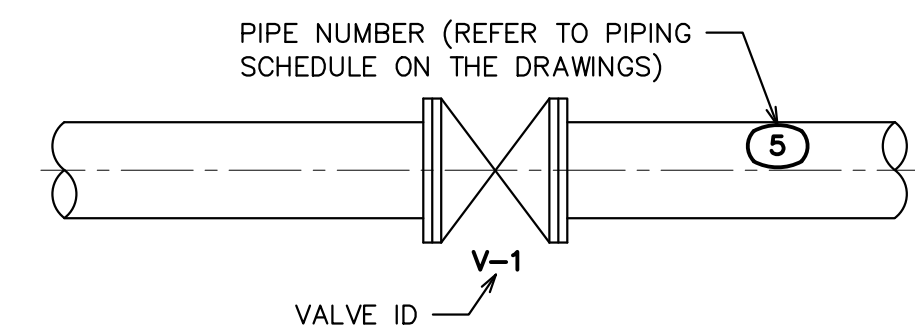 PIPE NUMBER (REFER TO PIPING
SCHEDULE ON THE DRAWINGS)
5
V-1
VALVE ID